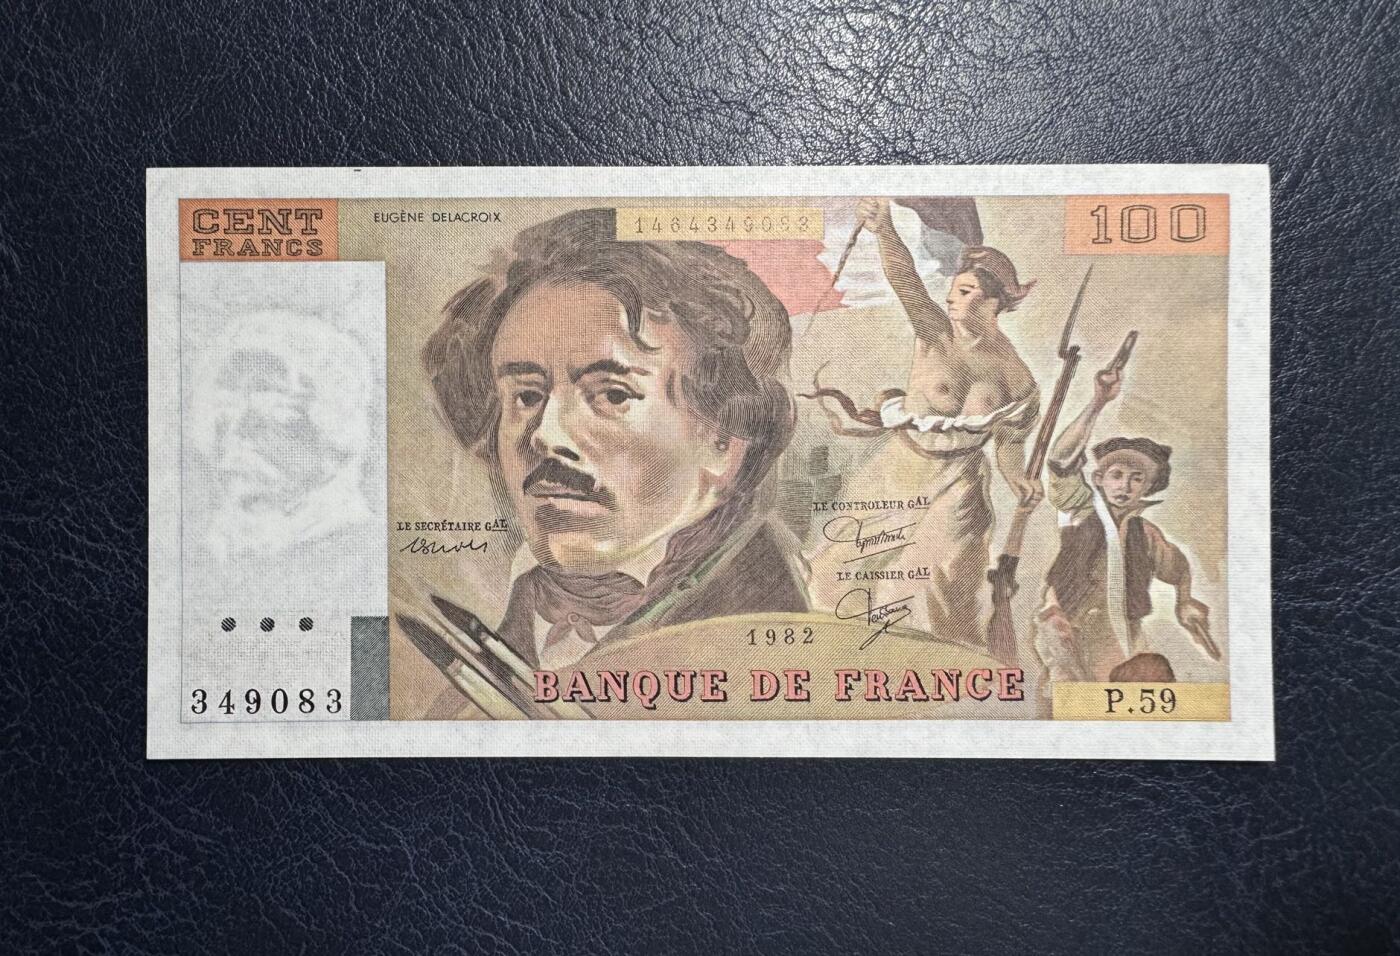 CENT
FRANCS
EUGÈNE DELACROIX
1464349083
100
LE SECRÉTAIRE GAL
LE CONTROLEUR GAL
LE CAISSIER GAL
1982
349083
BANQUE DE FRANCE
P.59